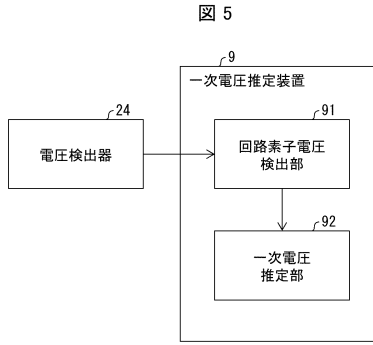 図 5
9
一次電圧推定装置
24
電圧検出器
91
回路素子電圧
検出部
92
一次電圧
推定部